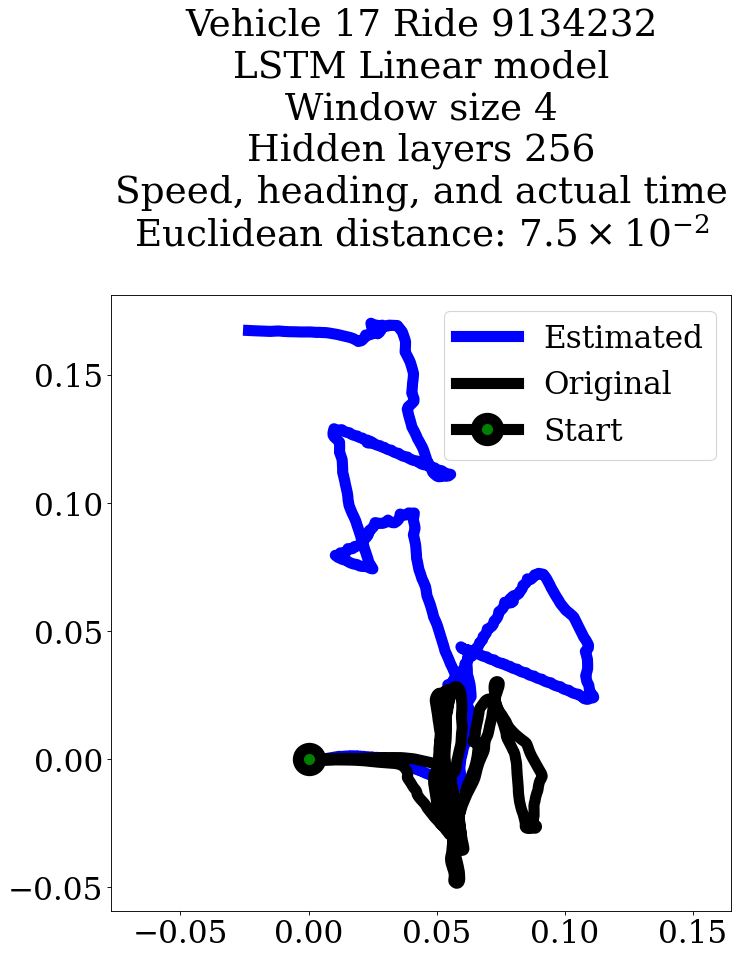 Vehicle 17 Ride 9134232
LSTM Linear model
Window size 4
Hidden layers 256
Speed, heading, and actual time
Euclidean distance: 7.5 × 10⁻²
Estimated
Original
Start
0.15
0.10
0.05
0.00
−0.05
−0.05 0.00 0.05 0.10 0.15